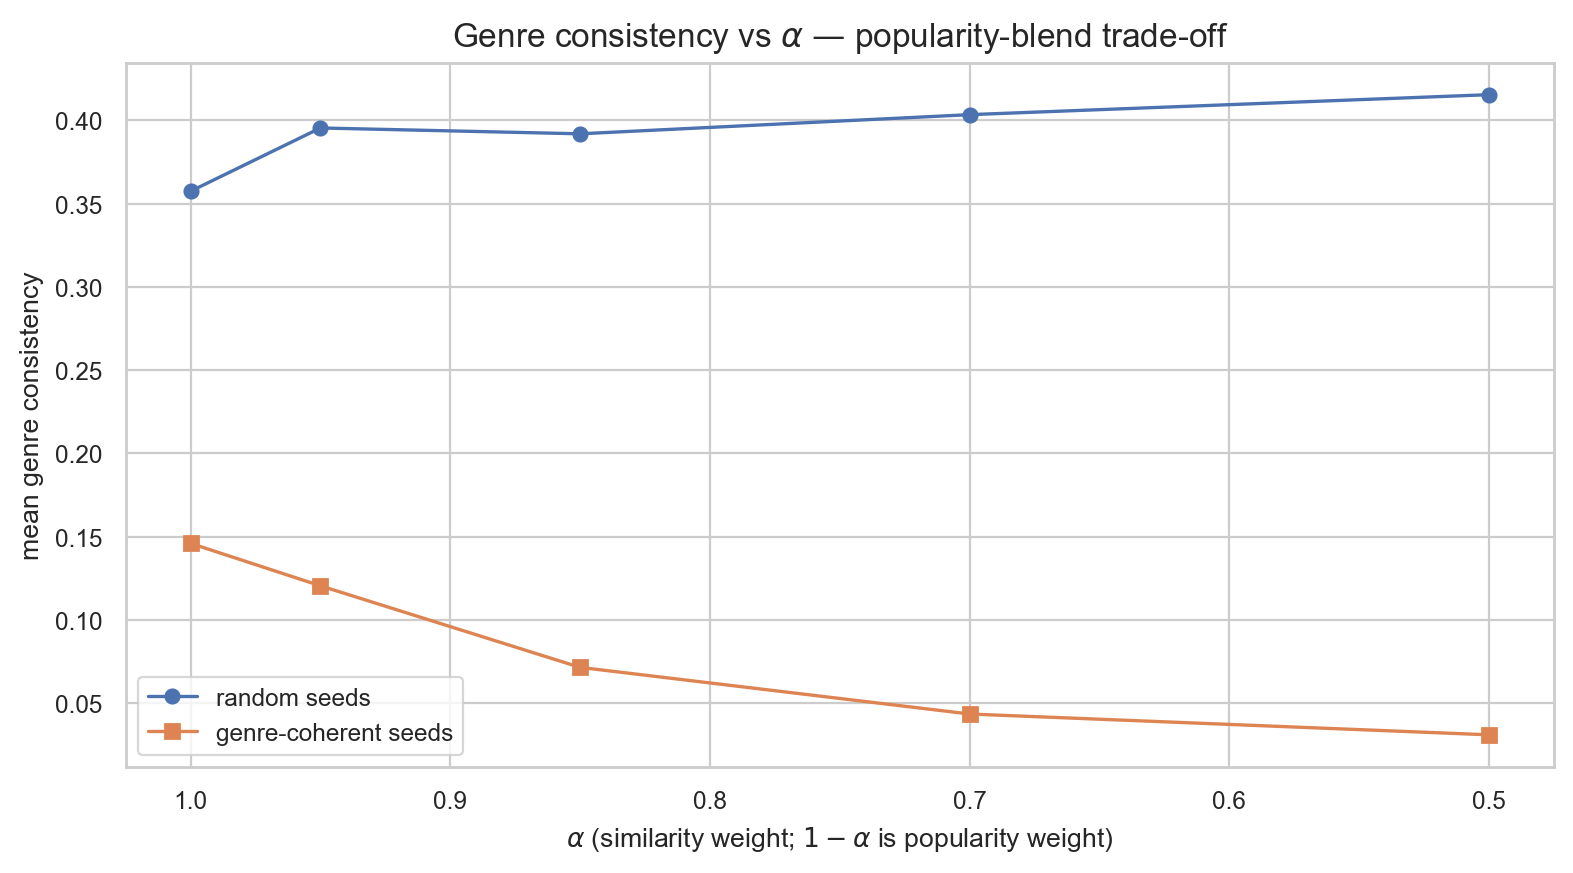 Genre consistency vs α — popularity-blend trade-off
mean genre consistency
0.40
0.35
0.30
0.25
0.20
0.15
0.10
0.05
random seeds
genre-coherent seeds
1.0 0.9 0.8 0.7 0.6 0.5
α (similarity weight; 1 − α is popularity weight)